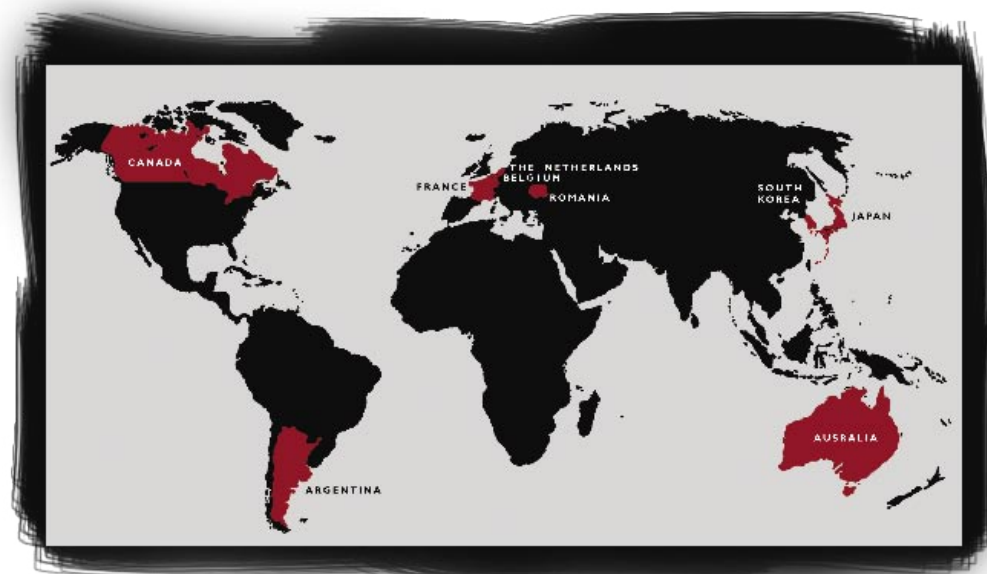 CANADA
THE NETHERLANDS
BELGIUM
FRANCE
ROMANIA
SOUTH
KOREA
JAPAN
AUSRALIA
ARGENTINA